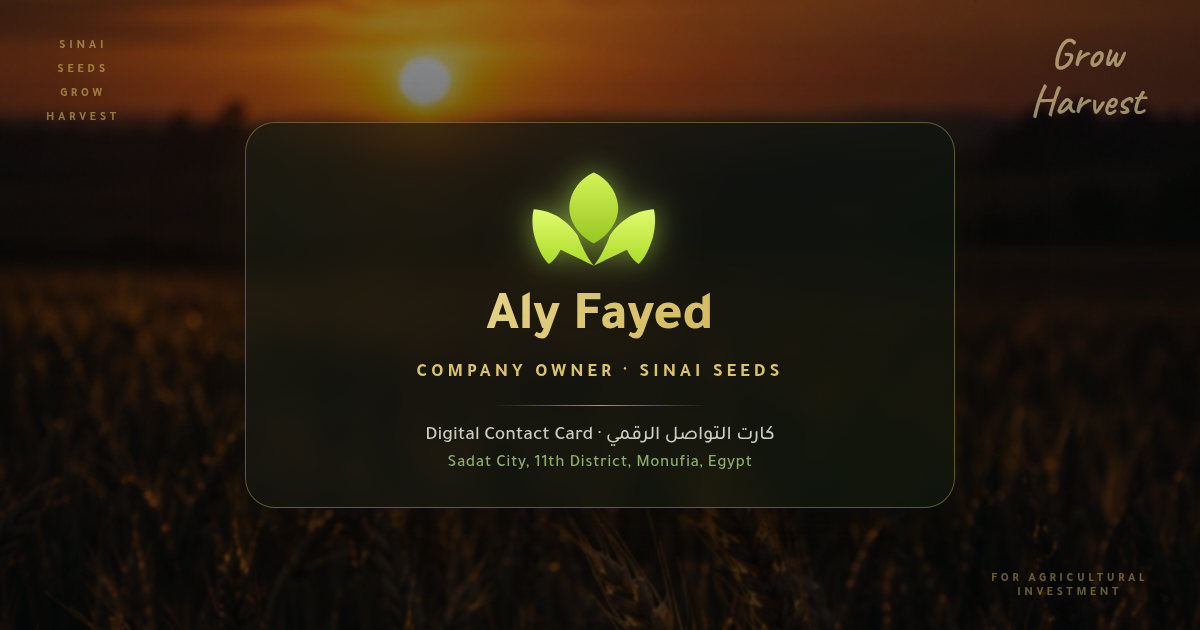 SINAI
SEEDS
GROW
HARVEST
Grow
Harvest
Aly Fayed
COMPANY OWNER · SINAI SEEDS
Digital Contact Card · كارت التواصل الرقمي
Sadat City, 11th District, Monufia, Egypt
FOR AGRICULTURAL
INVESTMENT